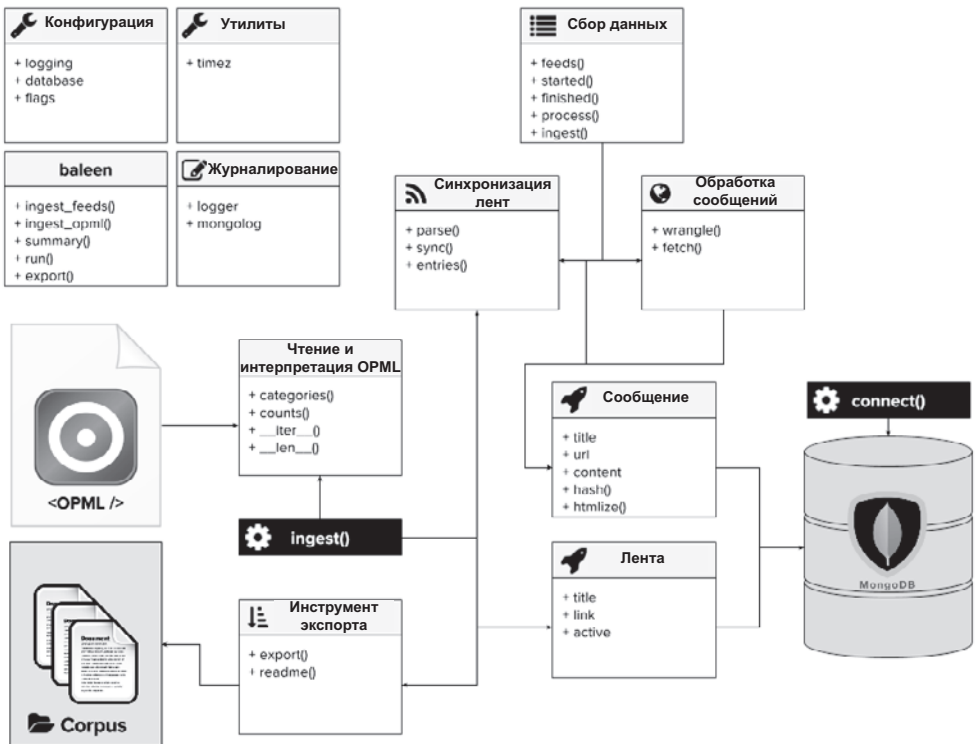 Конфигурация
+ logging
+ database
+ flags
Утилиты
+ timez
Сбор данных
+ feeds()
+ started()
+ finished()
+ process()
+ ingest()
baleen
+ ingest_feeds()
+ ingest_opml()
+ summary()
+ run()
+ export()
Журналирование
+ logger
+ mongolog
Синхронизация
лент
+ parse()
+ sync()
+ entries()
Обработка
сообщений
+ wrangle()
+ fetch()
<OPML />
Чтение и
интерпретация OPML
+ categories()
+ counts()
+ __iter__()
+ __len__()
ingest()
Сообщение
+ title
+ url
+ content
+ hash()
+ htmlize()
connect()
MongoDB
Лента
+ title
+ link
+ active
Инструмент
экспорта
+ export()
+ readme()
Document
Corpus